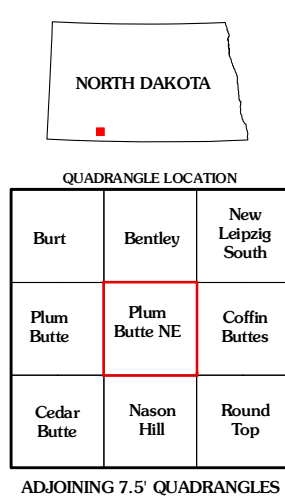 NORTH DAKOTA
QUADRANGLE LOCATION
Burt
Bentley
New
Leipzig
South
Plum
Butte
Plum
Butte NE
Coffin
Buttes
Cedar
Butte
Nason
Hill
Round
Top
ADJOINING 7.5' QUADRANGLES